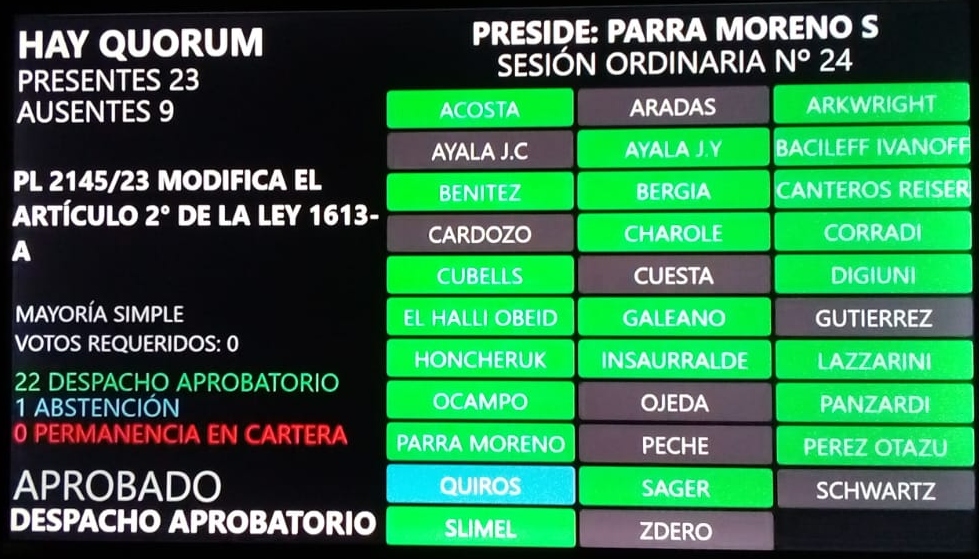 HAY QUORUM
PRESENTES 23
AUSENTES 9
PL 2145/23 MODIFICA EL
ARTÍCULO 2º DE LA LEY 1613-
A
MAYORÍA SIMPLE
VOTOS REQUERIDOS: 0
22 DESPACHO APROBATORIO
1 ABSTENCIÓN
0 PERMANENCIA EN CARTERA
APROBADO
DESPACHO APROBATORIO
PRESIDE: PARRA MORENO S
SESIÓN ORDINARIA Nº 24
ACOSTA ARADAS ARKWRIGHT
AYALA J.C AYALA J.Y BACILEFF IVANOFF
BENITEZ BERGIA CANTEROS REISER
CARDOZO CHAROLE CORRADI
CUBELLS CUESTA DIGIUNI
EL HALLI OBEID GALEANO GUTIERREZ
HONCHERUK INSAURRALDE LAZZARINI
OCAMPO OJEDA PANZARDI
PARRA MORENO PECHE PEREZ OTAZU
QUIROS SAGER SCHWARTZ
SLIMEL ZDERO